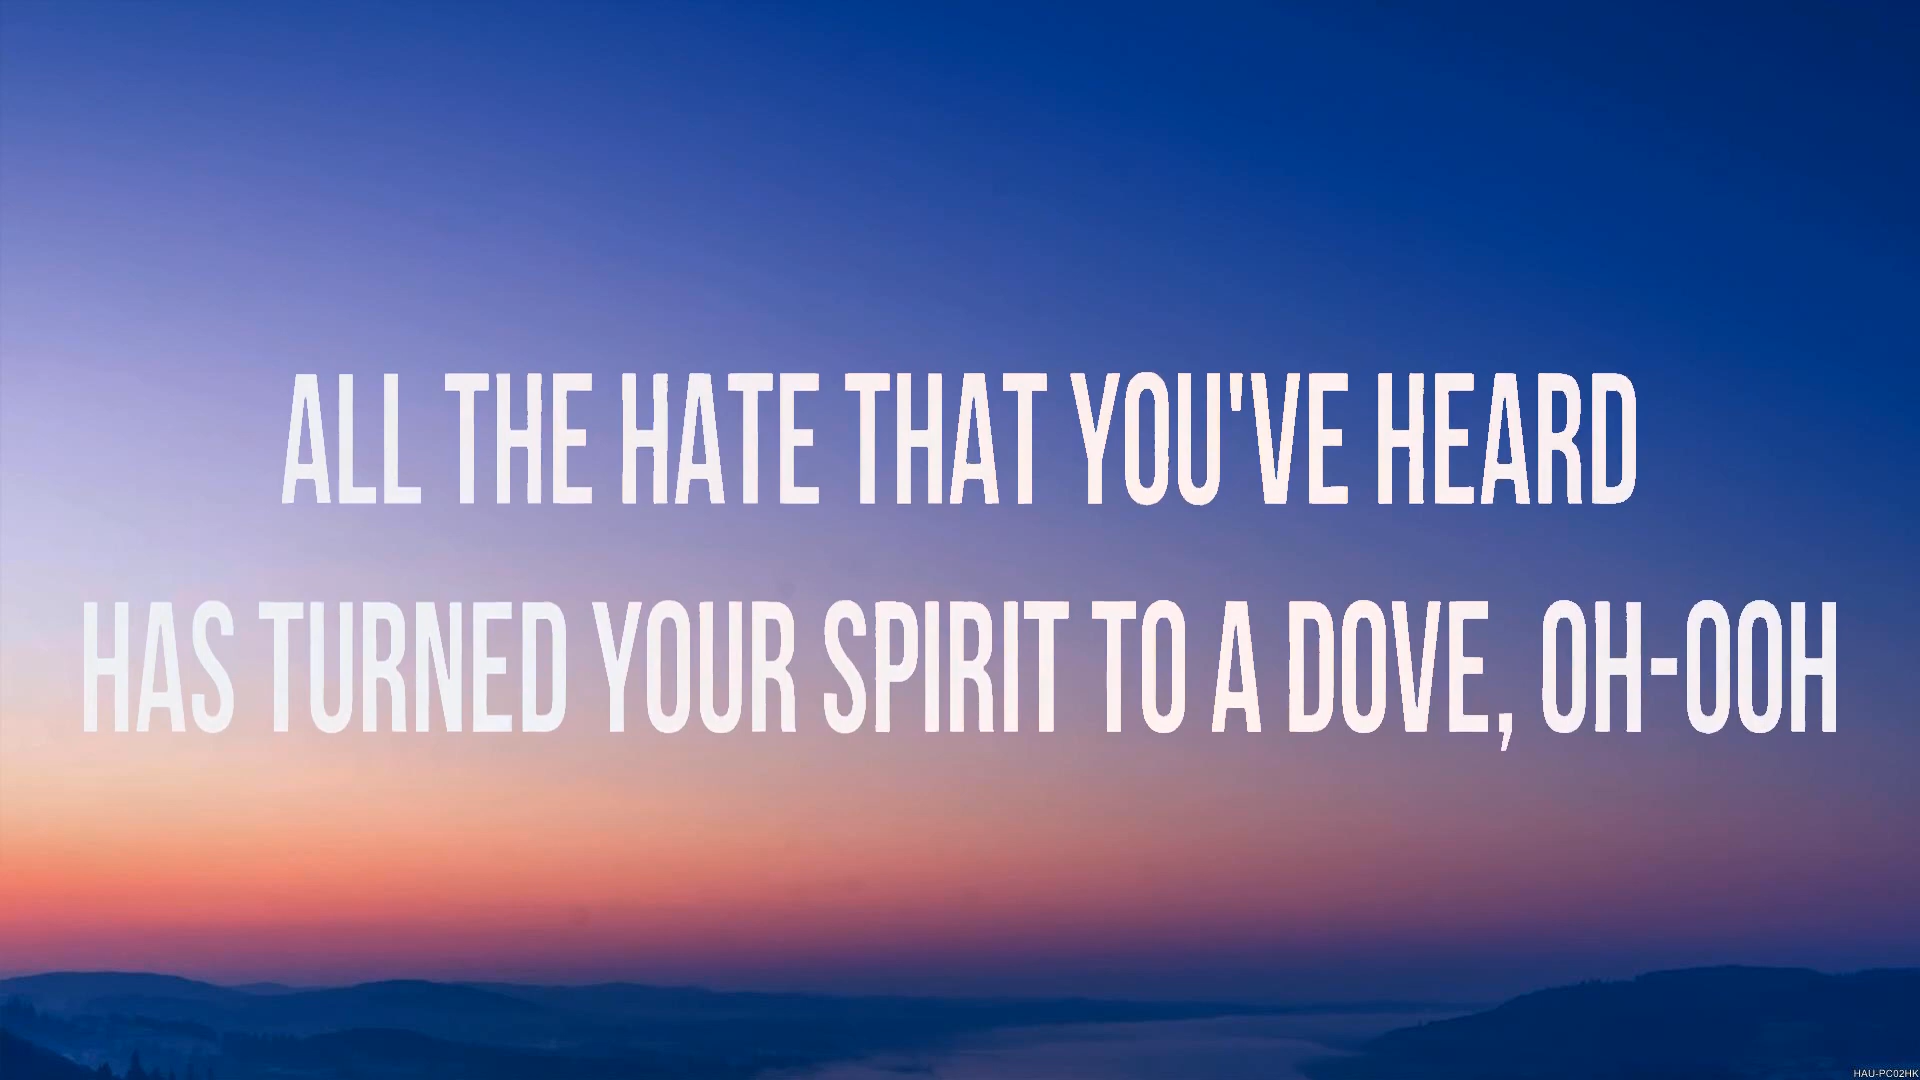 ALL THE HATE THAT YOU'VE HEARD
HAS TURNED YOUR SPIRIT TO A DOVE, OH-OOH
HAU-PC02HK